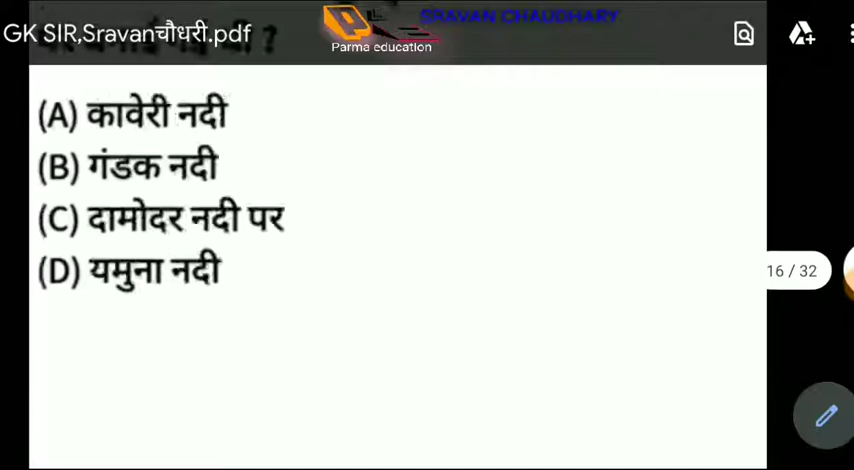 GK SIR,Sravanचौधरी.pdf
SRAVAN CHAUDHARY
Parma education
?
(A) कावेरी नदी
(B) गंडक नदी
(C) दामोदर नदी पर
(D) यमुना नदी
16 / 32